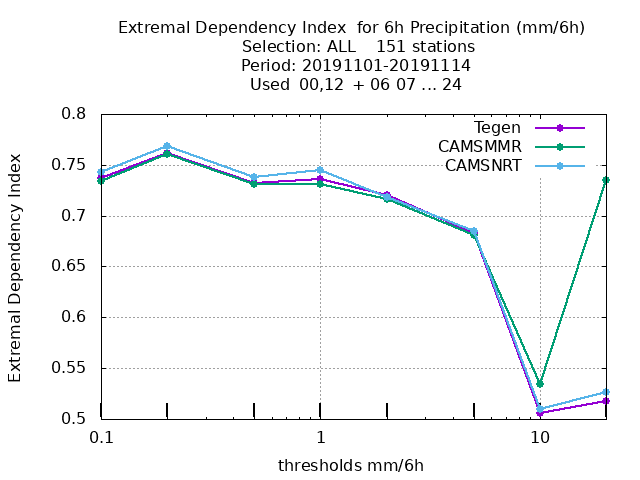 Extremal Dependency Index  for 6h Precipitation (mm/6h)
Selection: ALL    151 stations
Period: 20191101-20191114
Used  00,12  + 06 07 ... 24
Tegen
CAMSMMR
CAMSNRT
Extremal Dependency Index
0.8
0.75
0.7
0.65
0.6
0.55
0.5
0.1
1
10
thresholds mm/6h